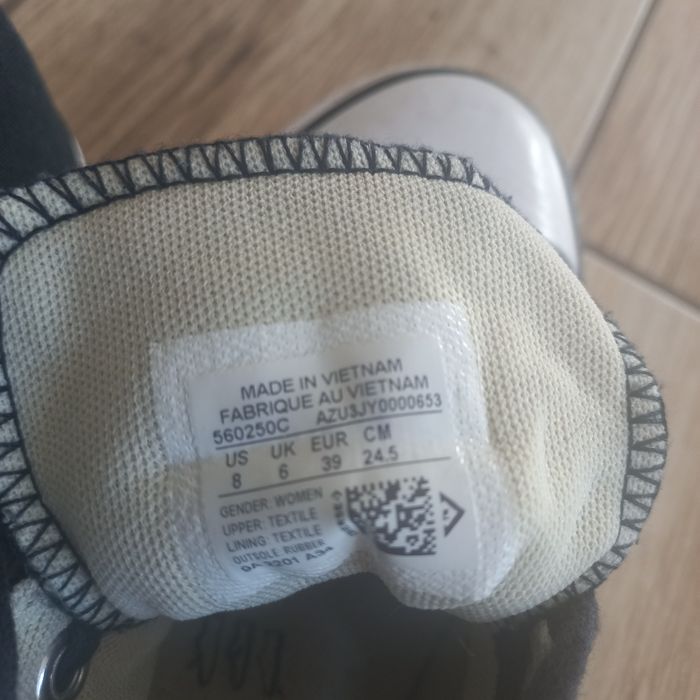 MADE IN VIETNAM
FABRIQUE AU VIETNAM
560250C AZU3JY0000653
US UK EUR CM
8 6 39 24.5
GENDER: WOMEN
UPPER: TEXTILE
LINING: TEXTILE
OUTSOLE: RUBBER